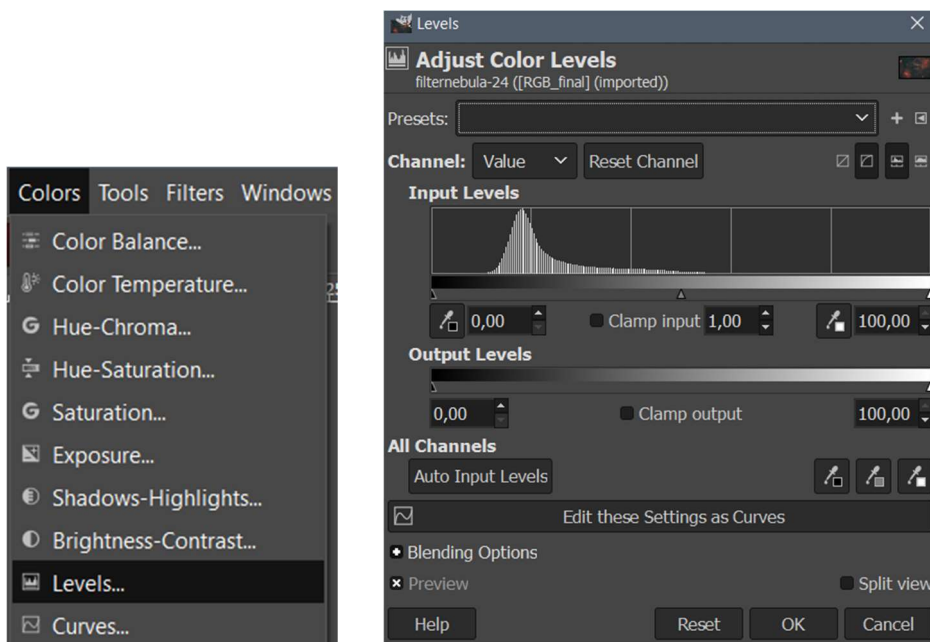 Colors Tools Filters Windows
Color Balance...
Color Temperature...
Hue-Chroma...
Hue-Saturation...
Saturation...
Exposure...
Shadows-Highlights...
Brightness-Contrast...
Levels...
Curves...
Levels
Adjust Color Levels
filternebula-24 ([RGB_final] (imported))
Presets:
Channel: Value Reset Channel
Input Levels
0,00 Clamp input 1,00 100,00
Output Levels
0,00 Clamp output 100,00
All Channels
Auto Input Levels
Edit these Settings as Curves
Blending Options
Preview Split view
Help Reset OK Cancel